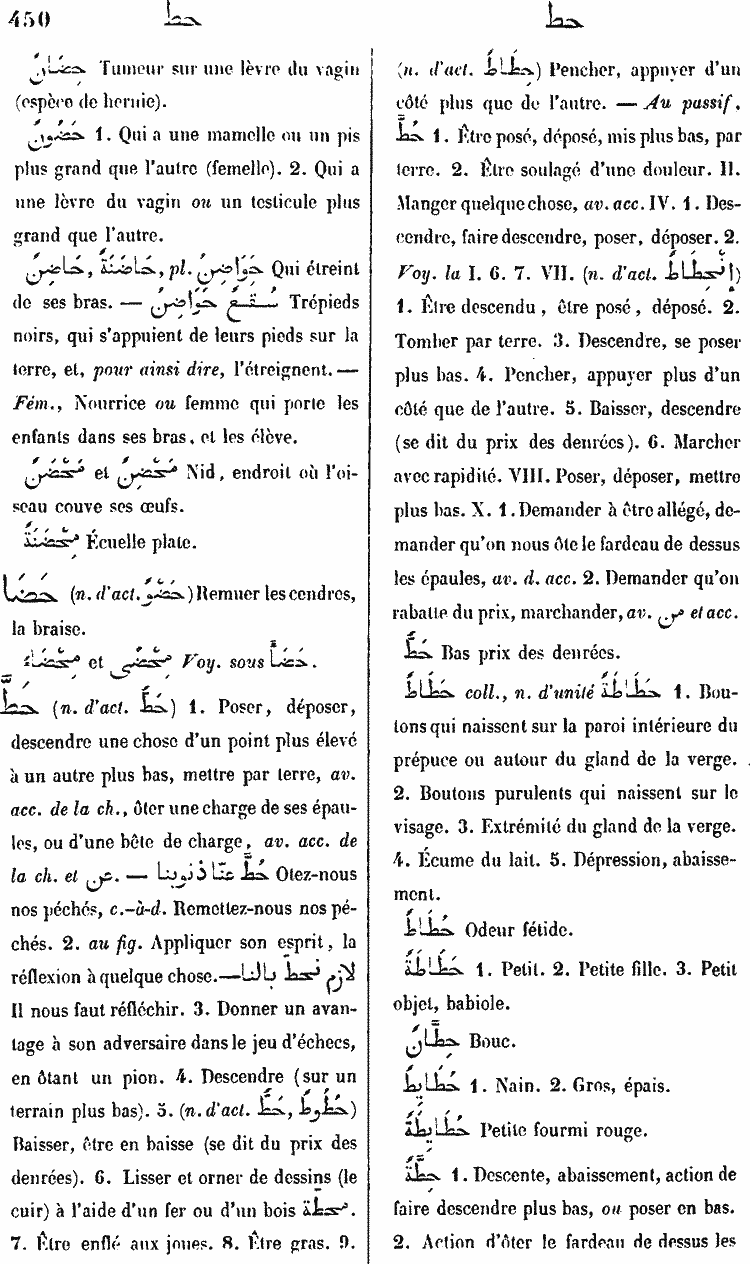 450 حط حط
حِضَانٌ Tumeur sur une lèvre du vagin
(espèce de hernie).
حَضُونٌ 1. Qui a une mamelle ou un pis
plus grand que l'autre (femelle). 2. Qui a
une lèvre du vagin ou un testicule plus
grand que l'autre.
حَاضِنٌ, حَاضِنَةٌ, pl. حَوَاضِنُ Qui étreint
de ses bras. — سُفْعٌ حَوَاضِنُ Trépieds
noirs, qui s'appuient de leurs pieds sur la
terre, et, pour ainsi dire, l'étreignent. —
Fém., Nourrice ou femme qui porte les
enfants dans ses bras, et les élève.
مَحْضَنٌ et مَحْضِنٌ Nid, endroit où l'oi-
seau couve ses œufs.
مَحْضَنَةٌ Écuelle plate.
حَضَا (n. d'act. حَضْوٌ) Remuer les cendres,
la braise.
مِحْضَاءٌ et مِحْضًى Voy. sous حَضَأَ.
حَطَّ (n. d'act. حَطٌّ) 1. Poser, déposer,
descendre une chose d'un point plus élevé
à un autre plus bas, mettre par terre, av.
acc. de la ch., ôter une charge de ses épau-
les, ou d'une bête de charge, av. acc. de
la ch. et عن. — حُطَّ عنّا ذنوبنا Otez-nous
nos péchés, c.-à-d. Remettez-nous nos pé-
chés. 2. au fig. Appliquer son esprit, la
réflexion à quelque chose. — لازم نحطّ بالنا
Il nous faut réfléchir. 3. Donner un avan-
tage à son adversaire dans le jeu d'échecs,
en ôtant un pion. 4. Descendre (sur un
terrain plus bas). 5. (n. d'act. حَطٌّ, حُطُوطٌ)
Baisser, être en baisse (se dit du prix des
denrées). 6. Lisser et orner de dessins (le
cuir) à l'aide d'un fer ou d'un bois مِحطّة.
7. Être enflé aux joues. 8. Être gras. 9.
(n. d'act. حِطَاطٌ) Pencher, appuyer d'un
côté plus que de l'autre. — Au passif,
حُطَّ 1. Être posé, déposé, mis plus bas, par
terre. 2. Être soulagé d'une douleur. II.
Manger quelque chose, av. acc. IV. 1. Des-
cendre, faire descendre, poser, déposer. 2.
Voy. la I. 6. 7. VII. (n. d'act. اِنْحِطَاطٌ)
1. Être descendu, être posé, déposé. 2.
Tomber par terre. 3. Descendre, se poser
plus bas. 4. Pencher, appuyer plus d'un
côté que de l'autre. 5. Baisser, descendre
(se dit du prix des denrées). 6. Marcher
avec rapidité. VIII. Poser, déposer, mettre
plus bas. X. 1. Demander à être allégé, de-
mander qu'on nous ôte le fardeau de dessus
les épaules, av. d. acc. 2. Demander qu'on
rabatte du prix, marchander, av. من et acc.
حَطٌّ Bas prix des denrées.
حَطَاطٌ coll., n. d'unité حَطَاطَةٌ 1. Bou-
tons qui naissent sur la paroi intérieure du
prépuce ou autour du gland de la verge.
2. Boutons purulents qui naissent sur le
visage. 3. Extrémité du gland de la verge.
4. Écume du lait. 5. Dépression, abaisse-
ment.
حُطَاطٌ Odeur fétide.
حُطَاطَةٌ 1. Petit. 2. Petite fille. 3. Petit
objet, babiole.
حِطَّانٌ Bouc.
حُطَايِطٌ 1. Nain. 2. Gros, épais.
حُطَايِطَةٌ Petite fourmi rouge.
حِطَّةٌ 1. Descente, abaissement, action de
faire descendre plus bas, ou poser en bas.
2. Action d'ôter le fardeau de dessus les